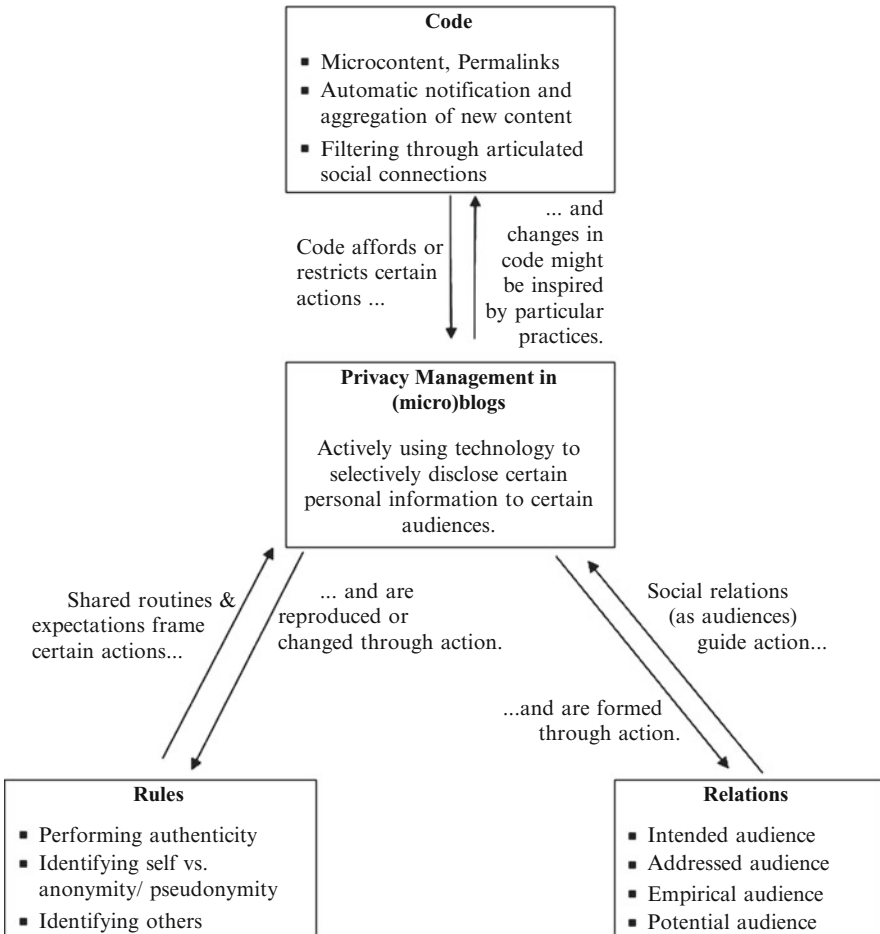 Code
▪ Microcontent, Permalinks
▪ Automatic notification and
aggregation of new content
▪ Filtering through articulated
social connections
Code affords or
restricts certain
actions ...
... and
changes in
code might
be inspired
by particular
practices.
Privacy Management in
(micro)blogs
Actively using technology to
selectively disclose certain
personal information to certain
audiences.
Shared routines &
expectations frame
certain actions...
... and are
reproduced or
changed through action.
Social relations
(as audiences)
guide action...
...and are formed
through action.
Rules
▪ Performing authenticity
▪ Identifying self vs.
anonymity/ pseudonymity
▪ Identifying others
Relations
▪ Intended audience
▪ Addressed audience
▪ Empirical audience
▪ Potential audience